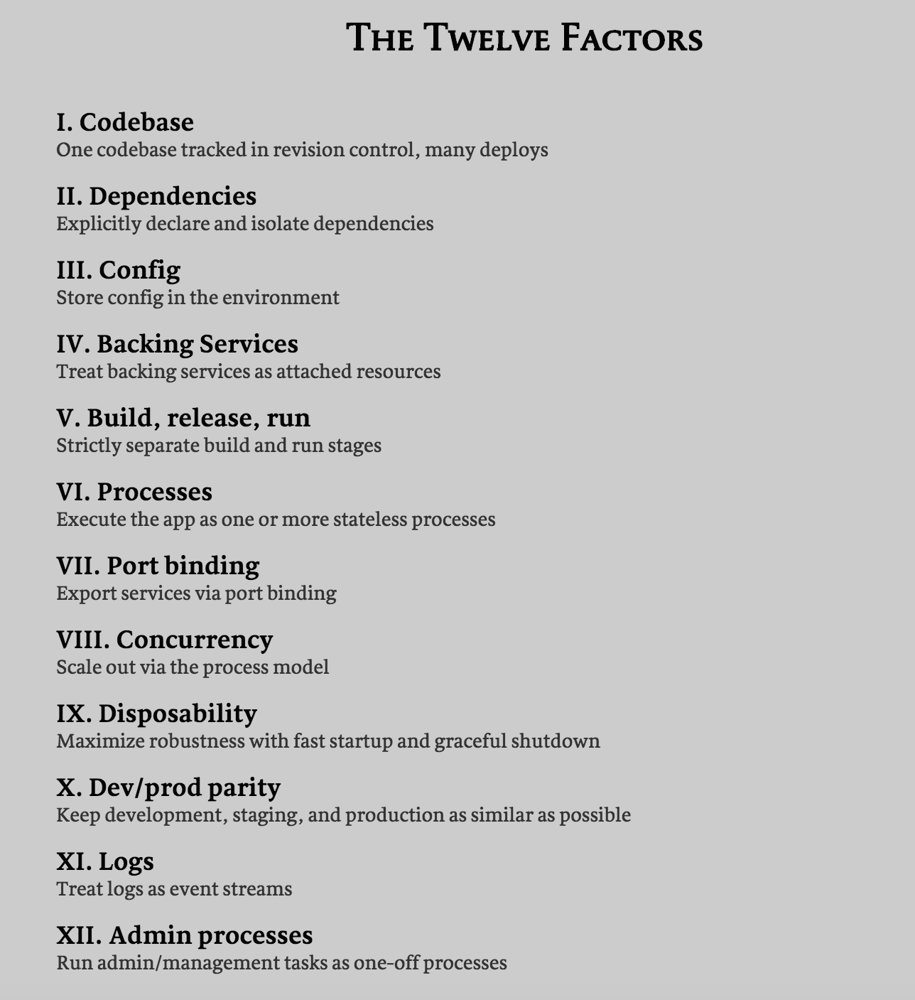 The Twelve Factors
I. Codebase
One codebase tracked in revision control, many deploys
II. Dependencies
Explicitly declare and isolate dependencies
III. Config
Store config in the environment
IV. Backing Services
Treat backing services as attached resources
V. Build, release, run
Strictly separate build and run stages
VI. Processes
Execute the app as one or more stateless processes
VII. Port binding
Export services via port binding
VIII. Concurrency
Scale out via the process model
IX. Disposability
Maximize robustness with fast startup and graceful shutdown
X. Dev/prod parity
Keep development, staging, and production as similar as possible
XI. Logs
Treat logs as event streams
XII. Admin processes
Run admin/management tasks as one-off processes